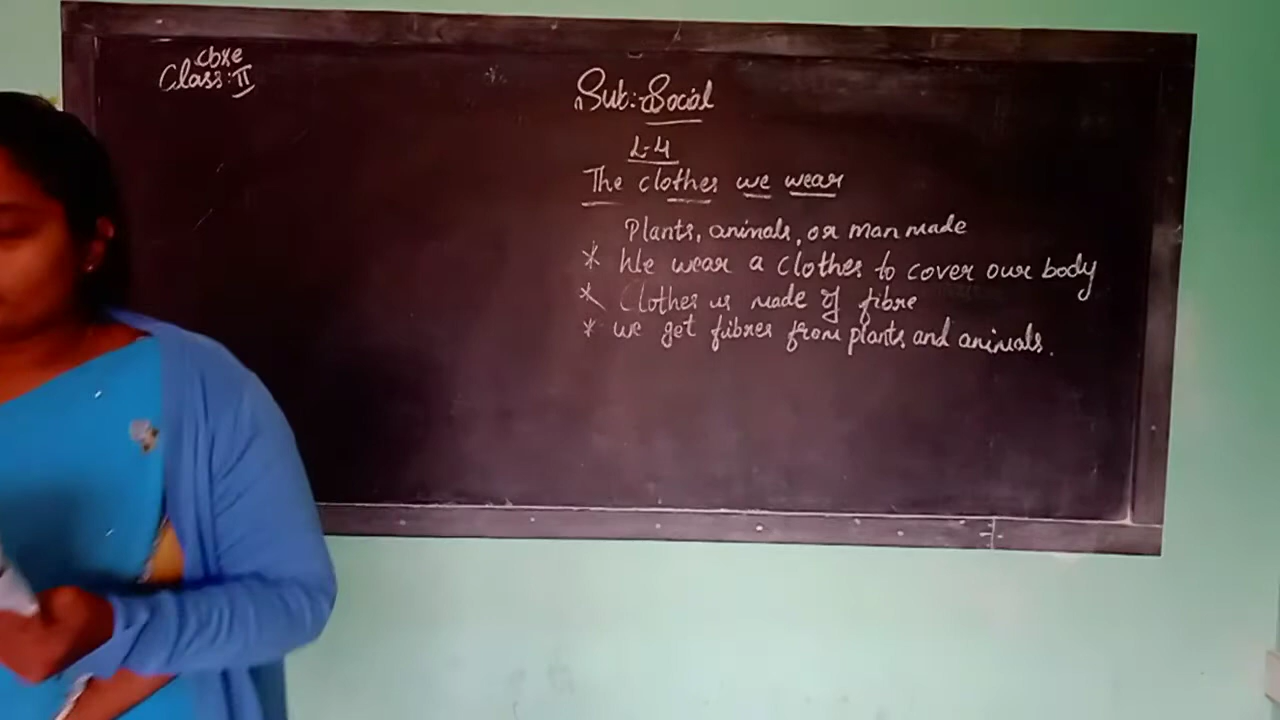 cbse
Class: II
Sub:-Social
L-4
The clothes we wear
Plants, animals, or man made
* We wear a clothes to cover our body
* Clothes is made of fibre
* we get fibres from plants and animals.